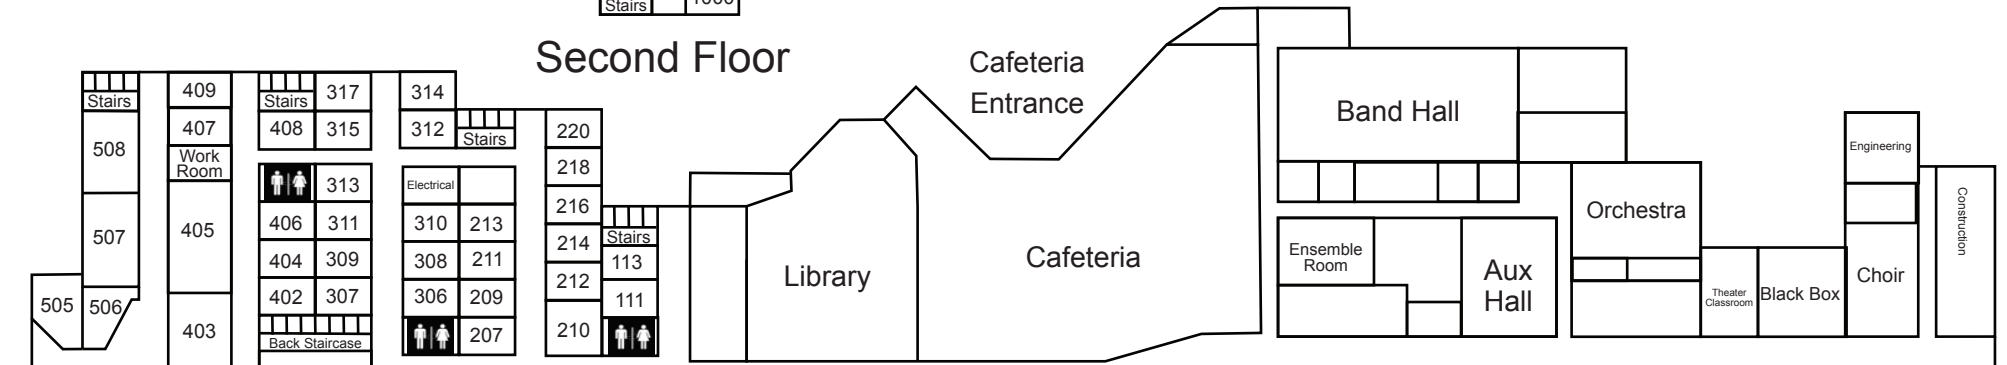 Stairs
1000
Second Floor
Cafeteria
Entrance
Stairs
409
Stairs
317
314
508
407
408
315
312
Stairs
220
Work
Room
218
313
Electrical
216
405
406
311
310
213
507
214
Stairs
404
309
308
211
113
212
402
307
306
209
111
505
506
403
Back Staircase
207
210
Library
Cafeteria
Band Hall
Ensemble
Room
Aux
Hall
Orchestra
Theater
Classroom
Black Box
Engineering
Choir
Construction